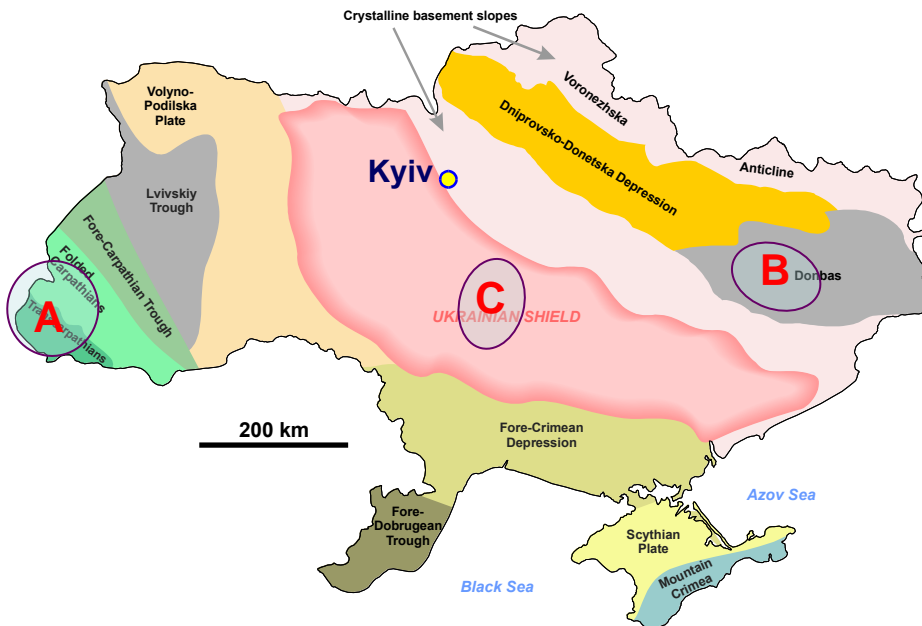 Crystalline basement slopes
Volyno-
Podilska
Plate
Voronezhska
Dniprovsko-Donetska Depression
Anticline
Kyiv
Lvivskiy
Trough
Fore-Carpathian Trough
Folded
Carpathians
A
Transcarpathians
B
Donbas
C
UKRAINIAN SHIELD
200 km
Fore-Crimean
Depression
Azov Sea
Fore-
Dobrugean
Trough
Scythian
Plate
Mountain
Crimea
Black Sea